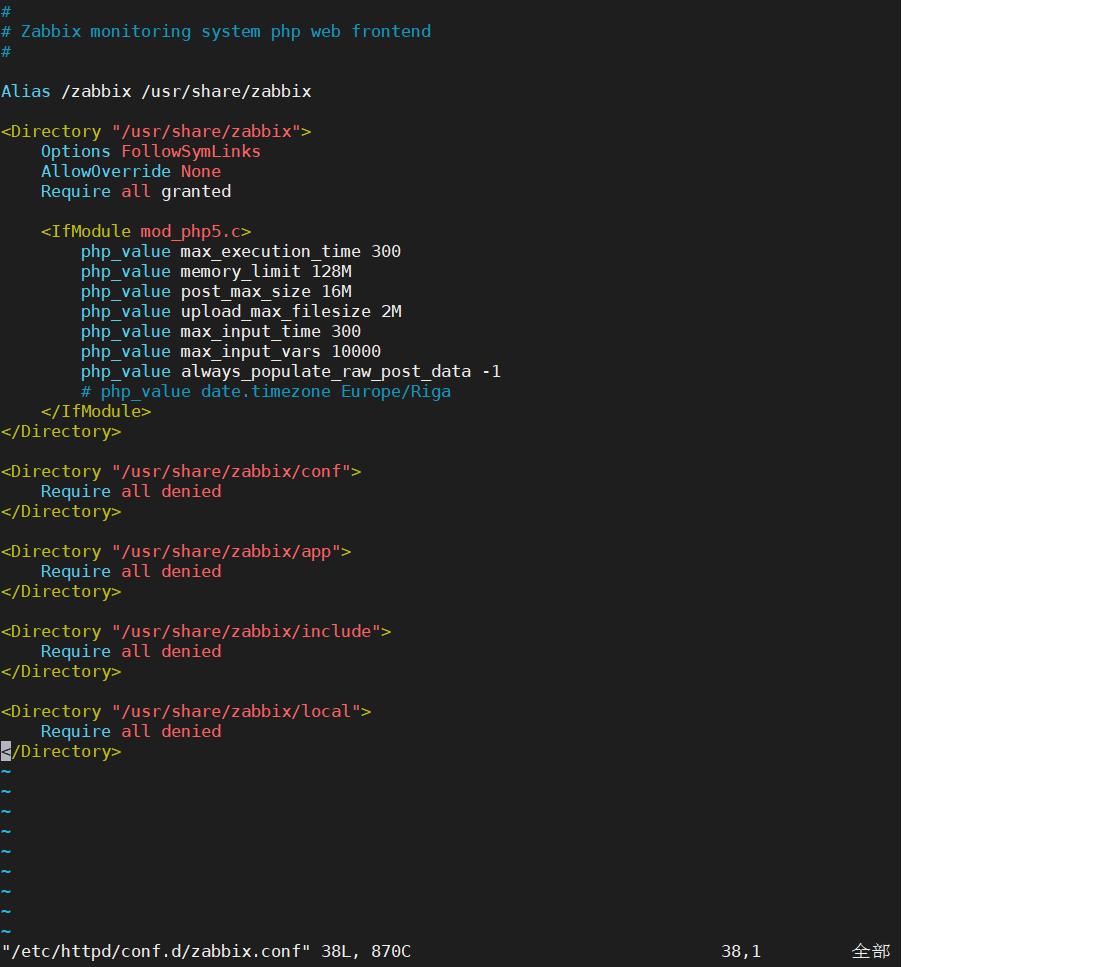 #
# Zabbix monitoring system php web frontend
#
Alias /zabbix /usr/share/zabbix
<Directory "/usr/share/zabbix">
    Options FollowSymLinks
    AllowOverride None
    Require all granted
    <IfModule mod_php5.c>
        php_value max_execution_time 300
        php_value memory_limit 128M
        php_value post_max_size 16M
        php_value upload_max_filesize 2M
        php_value max_input_time 300
        php_value max_input_vars 10000
        php_value always_populate_raw_post_data -1
        # php_value date.timezone Europe/Riga
    </IfModule>
</Directory>
<Directory "/usr/share/zabbix/conf">
    Require all denied
</Directory>
<Directory "/usr/share/zabbix/app">
    Require all denied
</Directory>
<Directory "/usr/share/zabbix/include">
    Require all denied
</Directory>
<Directory "/usr/share/zabbix/local">
    Require all denied
</Directory>
~
~
~
~
~
~
~
~
~
"/etc/httpd/conf.d/zabbix.conf" 38L, 870C 38,1 全部